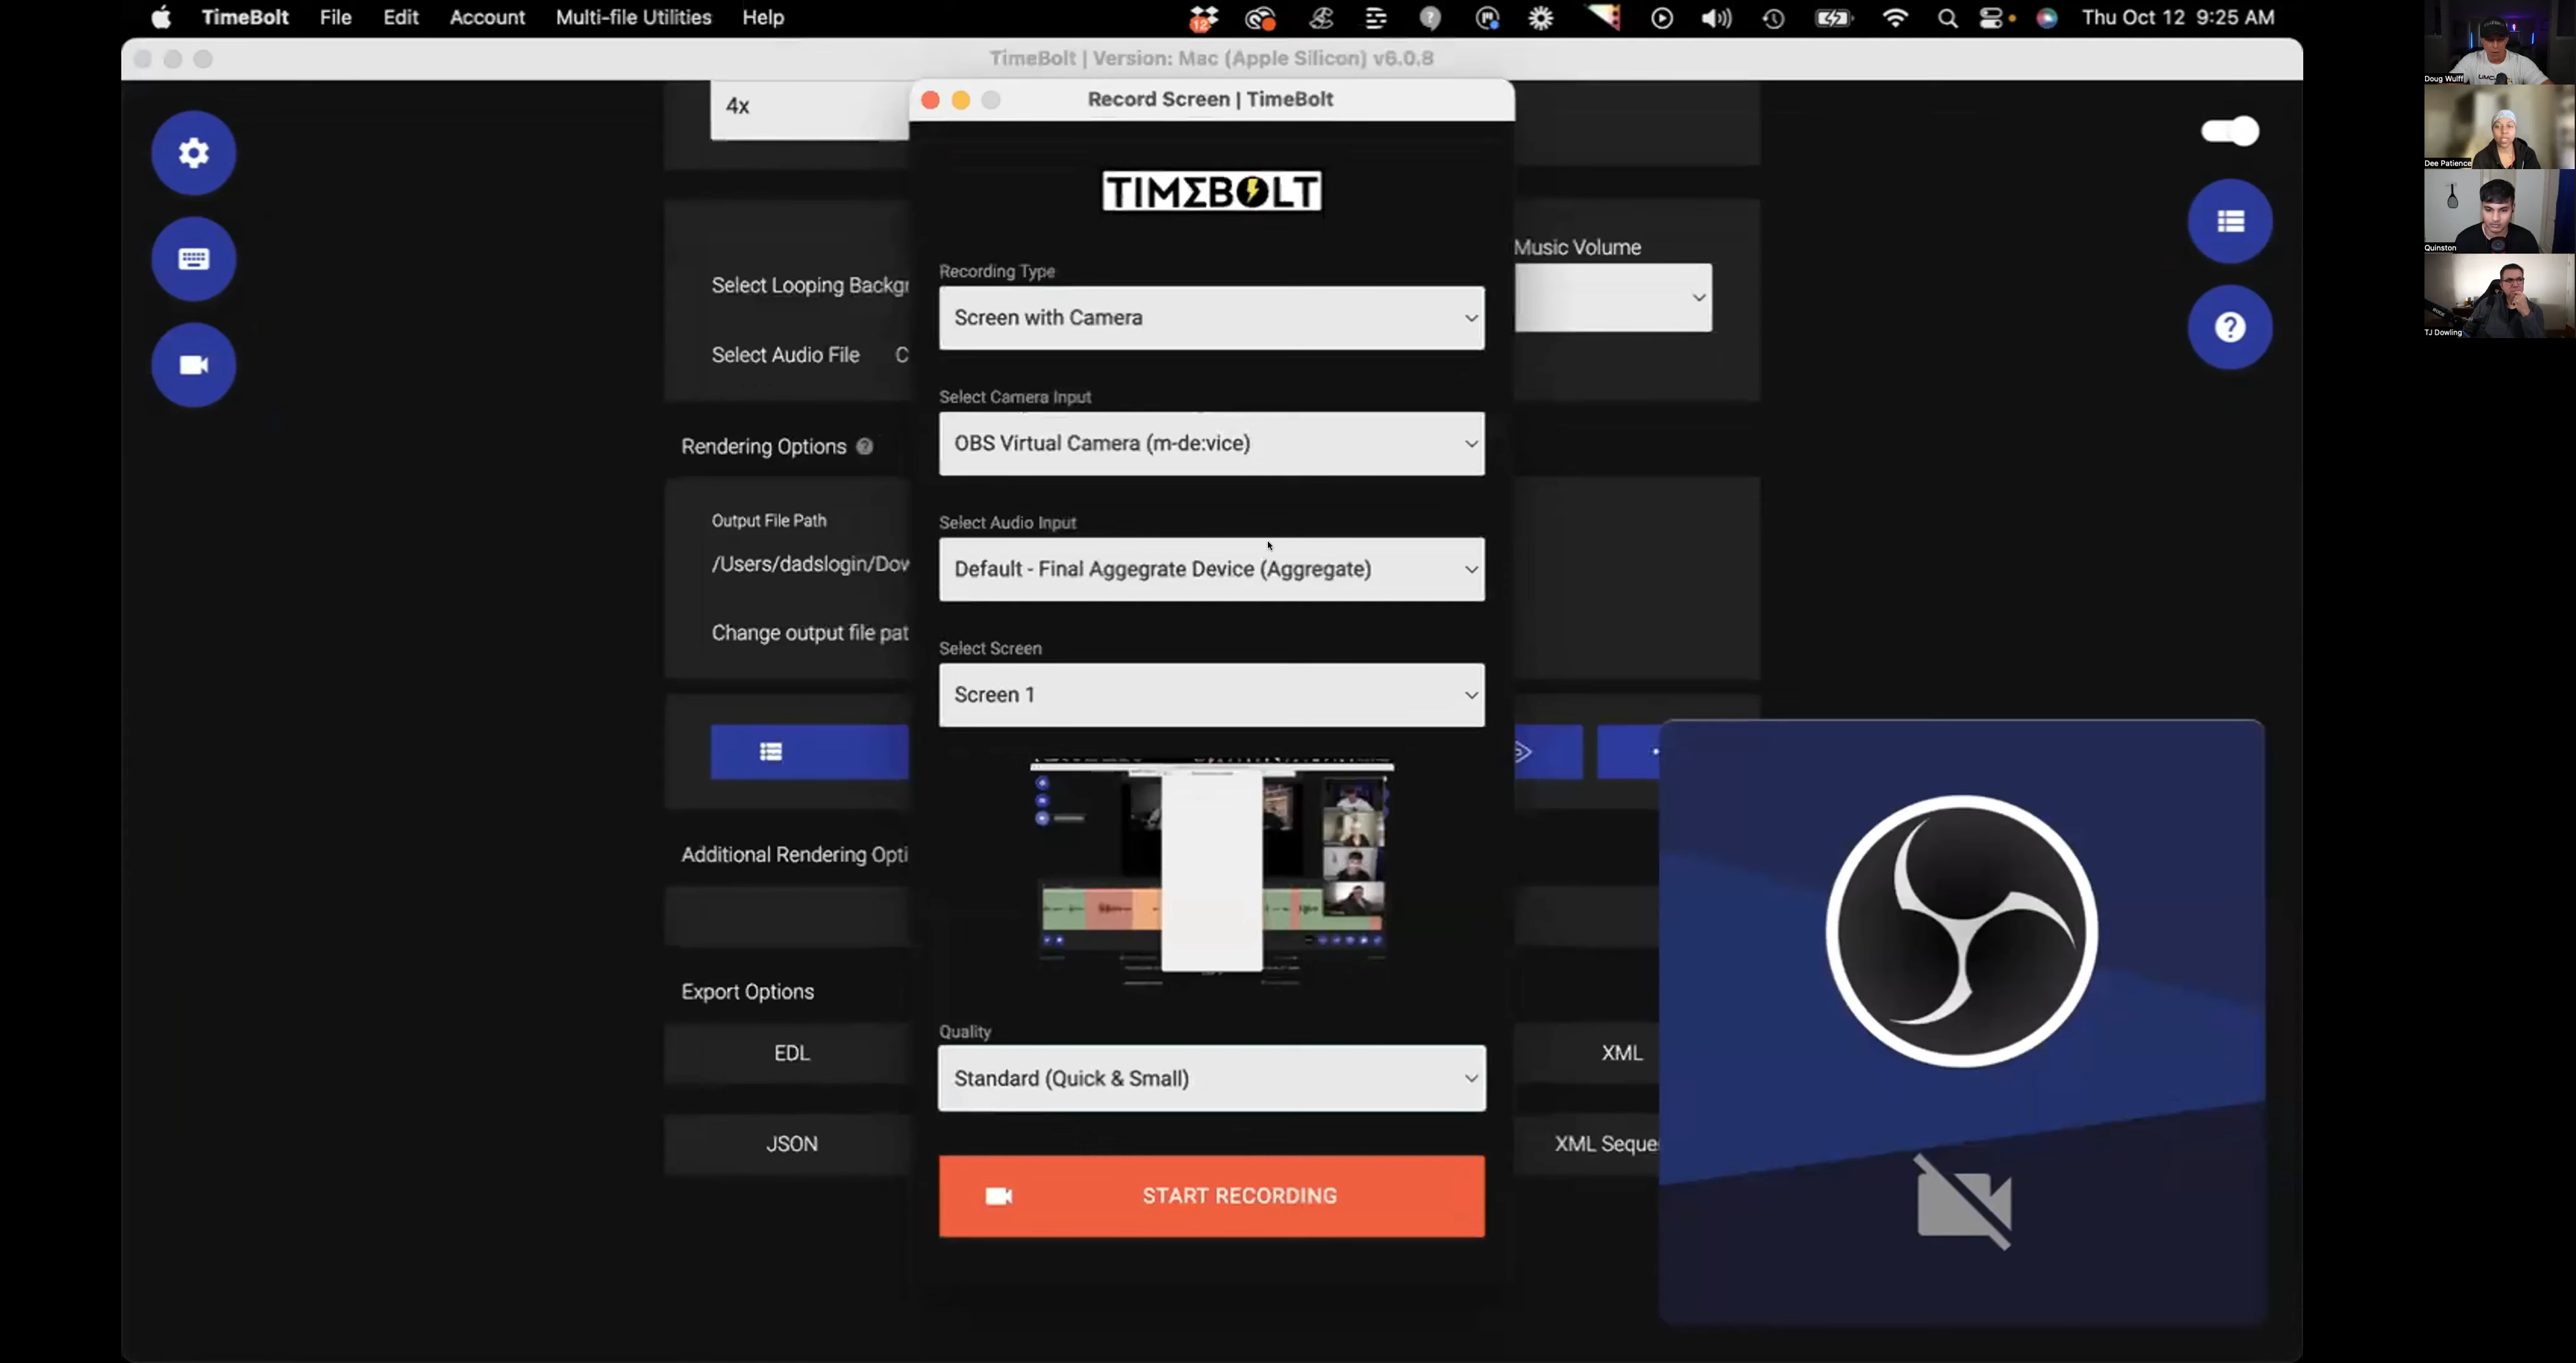 TimeBolt File Edit Account Multi-file Utilities Help
12
Thu Oct 12 9:25 AM
TimeBolt | Version: Mac (Apple Silicon) v6.0.8
4x
Record Screen | TimeBolt
TIMΣBOLT
Recording Type
Screen with Camera
Select Camera Input
OBS Virtual Camera (m-de:vice)
Select Audio Input
Default - Final Aggegrate Device (Aggregate)
Select Screen
Screen 1
Quality
Standard (Quick & Small)
START RECORDING
Select Looping Backgr
Select Audio File C
Music Volume
Rendering Options
Output File Path
/Users/dadslogin/Dow
Change output file pat
Additional Rendering Opti
Export Options
EDL
XML
JSON
XML Seque
Doug Wulff
Dee Patience
Quinston
TJ Dowling